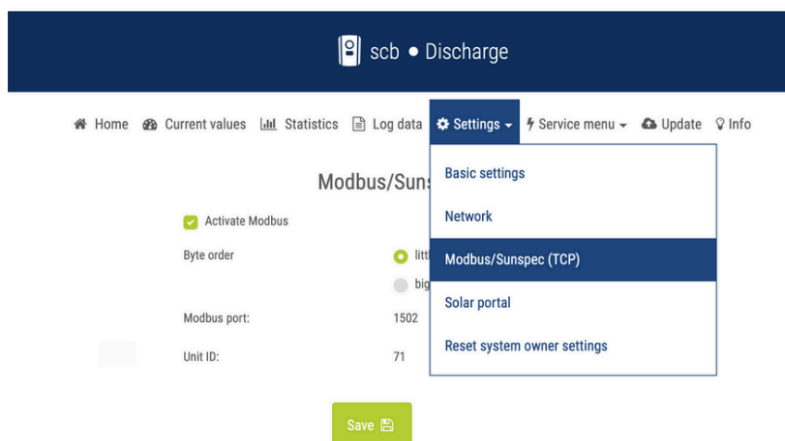 scb • Discharge
Home Current values Statistics Log data Settings Service menu Update Info
Basic settings
Network
Modbus/Sunspec (TCP)
Solar portal
Reset system owner settings
Modbus/Suns
Activate Modbus
Byte order
litt
big
Modbus port: 1502
Unit ID: 71
Save